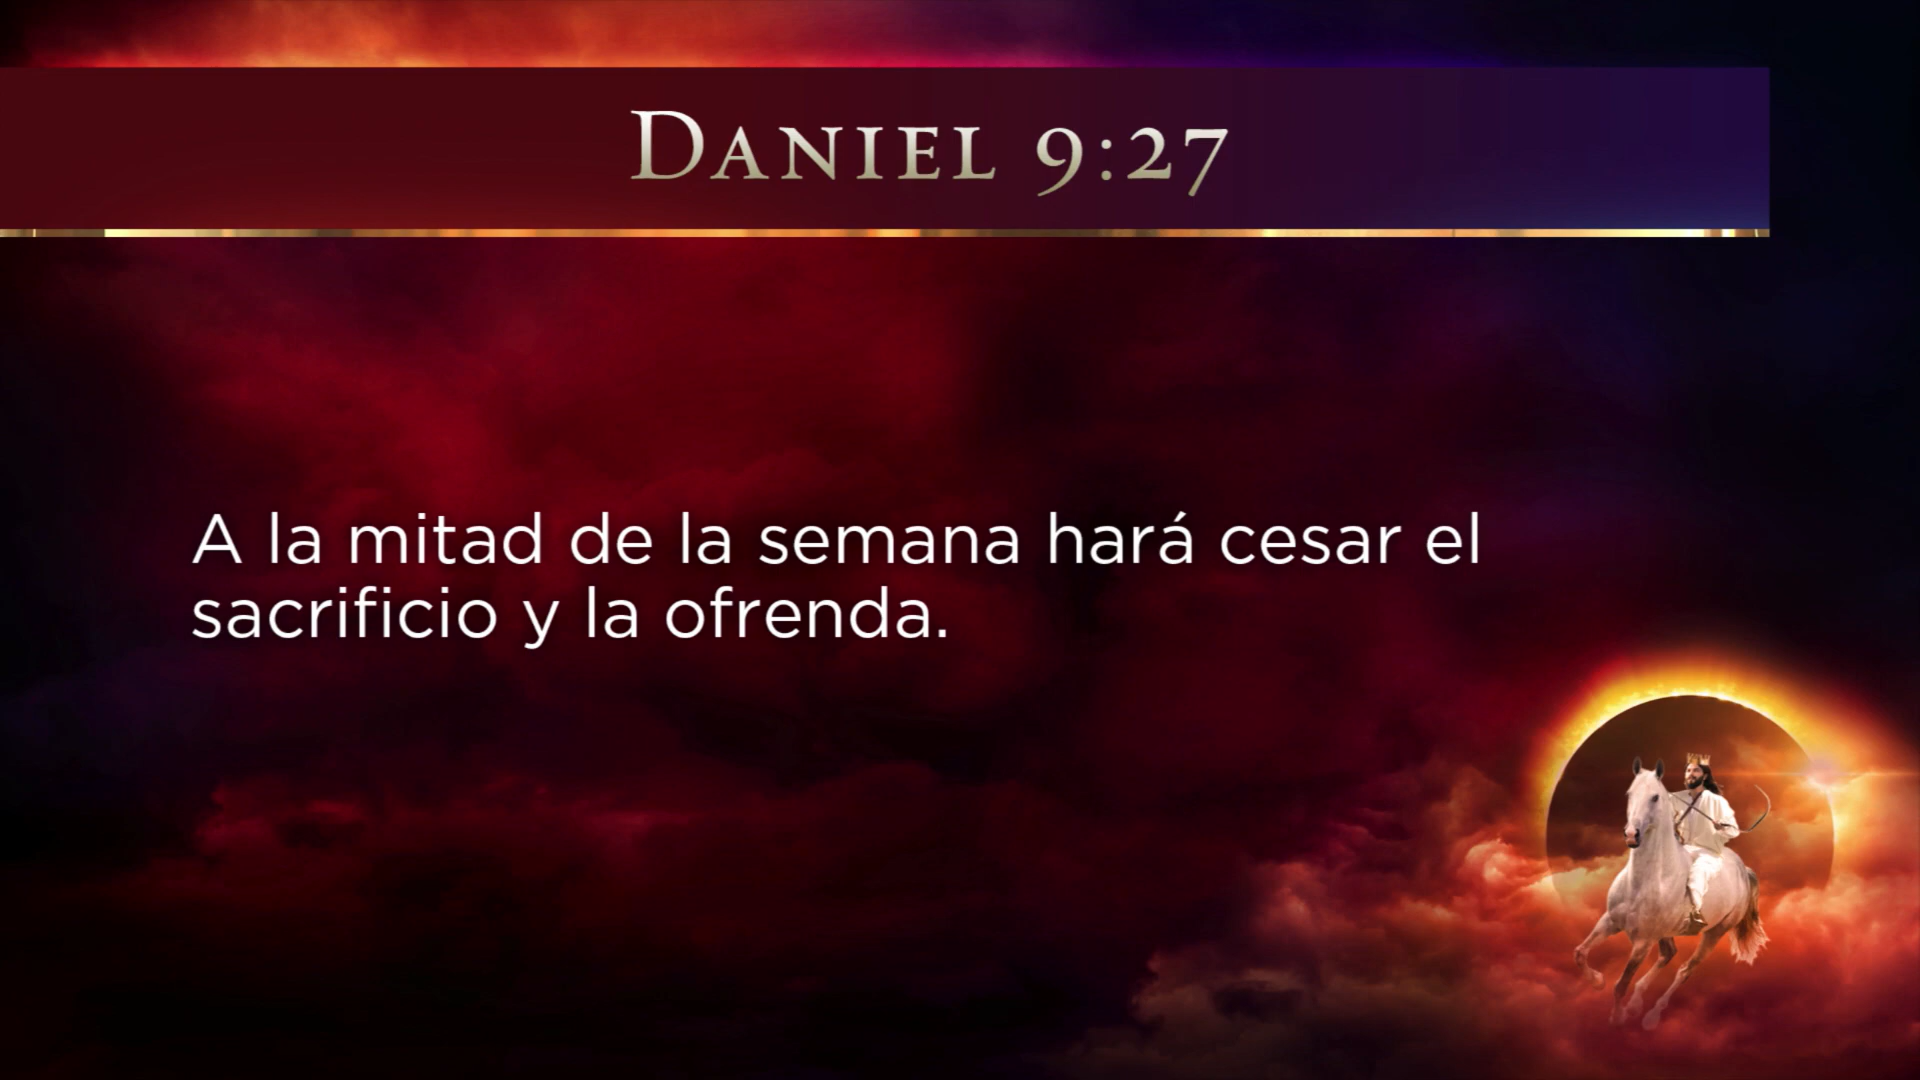 DANIEL 9:27
A la mitad de la semana hará cesar el
sacrificio y la ofrenda.